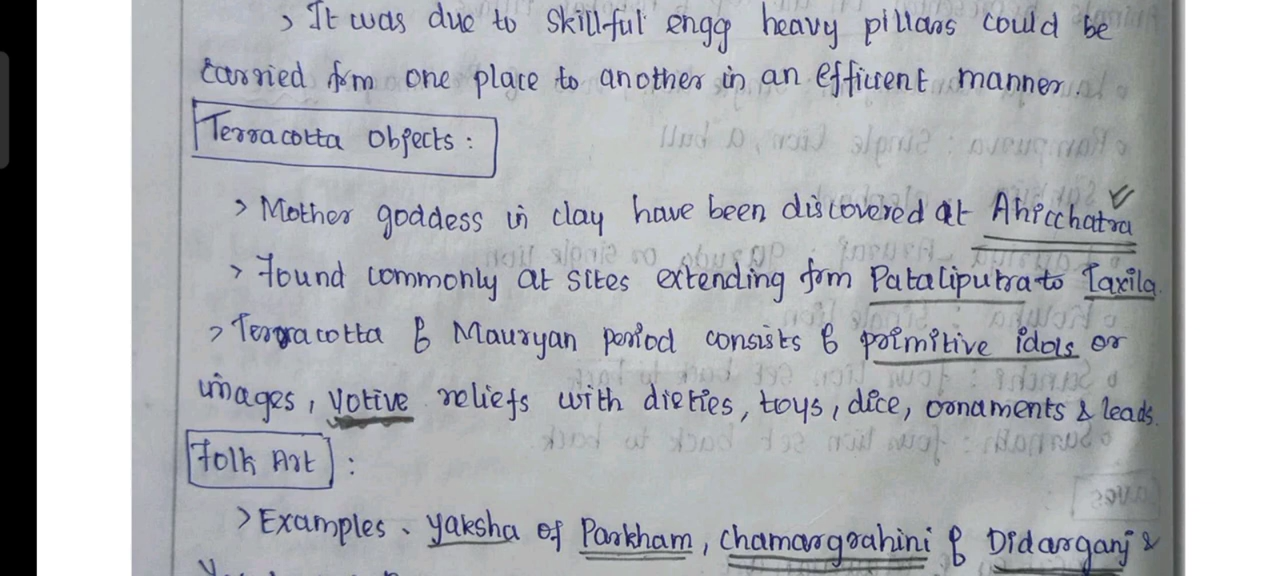 > It was due to skillful engg heavy pillars could be
carried frm one place to another in an efficient manner.
Terracotta Objects :
> Mother goddess in clay have been discovered at Ahicchatra
> Found commonly at sites extending frm Pataliputra to Taxila.
> Terracotta of Mauryan period consists of primitive idols or
images, votive reliefs with dieties, toys, dice, ornaments & leads.
Folk Art :
> Examples - yaksha of Parkham, Chamargrahini of Didarganj &